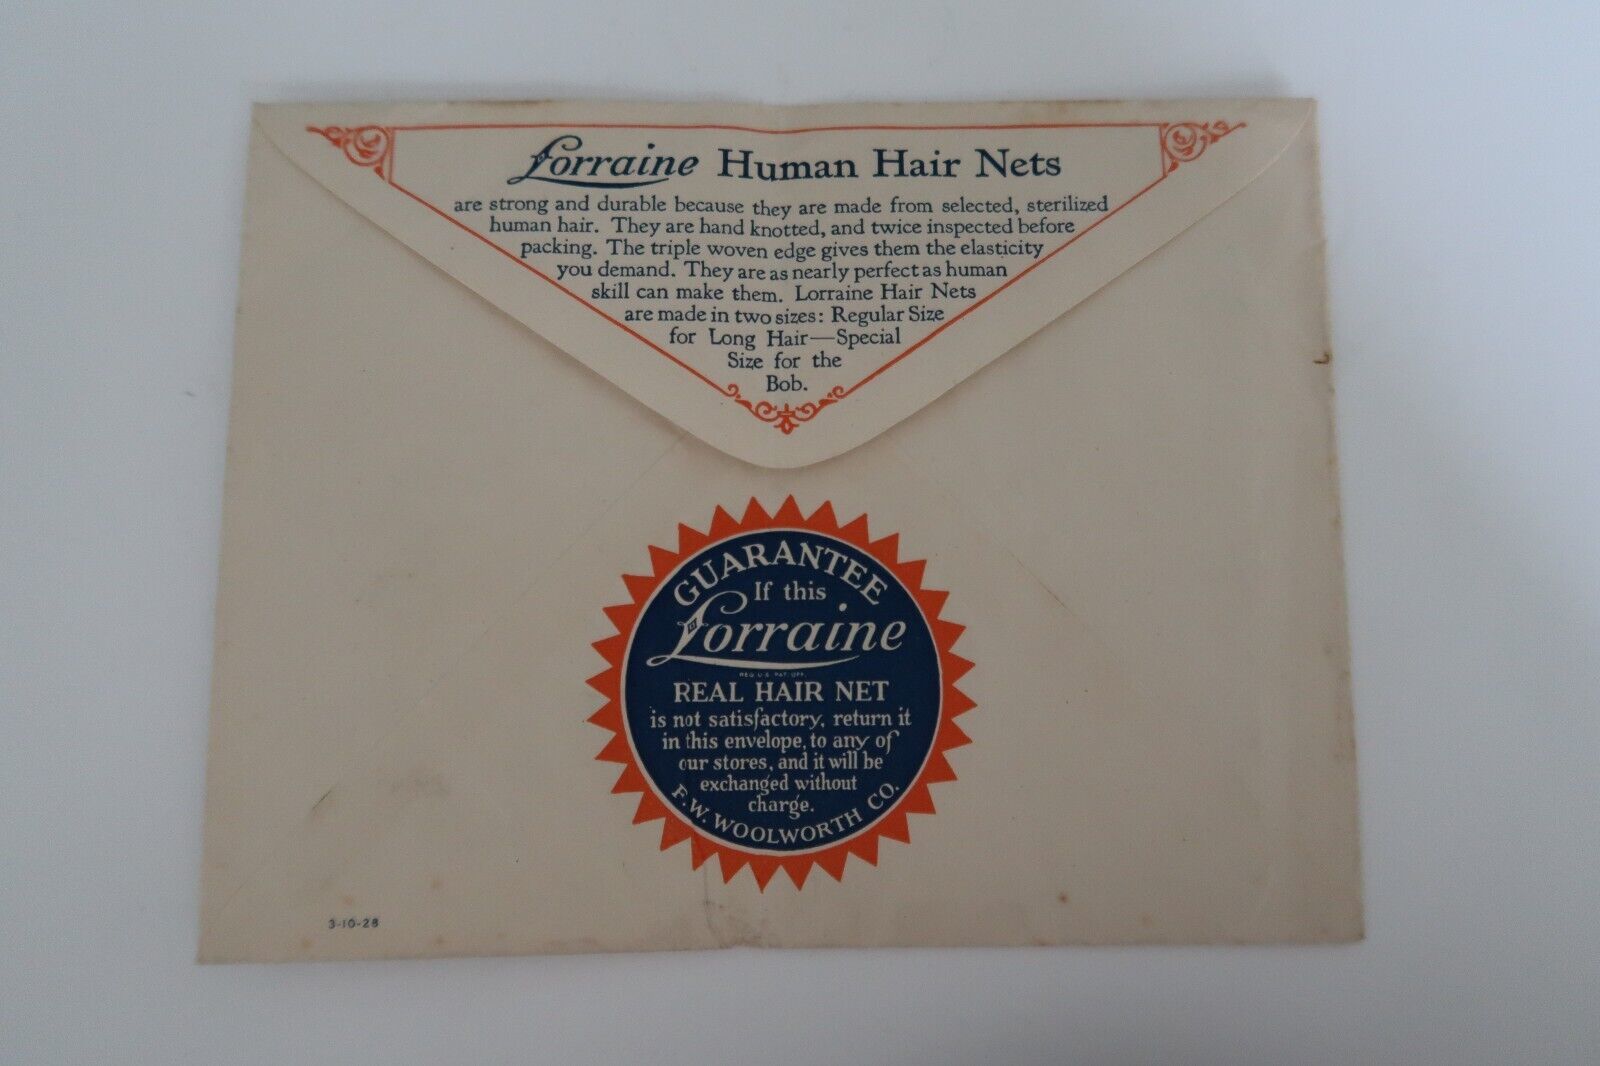 Lorraine Human Hair Nets
are strong and durable because they are made from selected, sterilized
human hair. They are hand knotted, and twice inspected before
packing. The triple woven edge gives them the elasticity
you demand. They are as nearly perfect as human
skill can make them. Lorraine Hair Nets
are made in two sizes: Regular Size
for Long Hair—Special
Size for the
Bob.
GUARANTEE
If this
Lorraine
REG. U.S. PAT. OFF.
REAL HAIR NET
is not satisfactory, return it
in this envelope, to any of
our stores, and it will be
exchanged without
charge.
F. W. WOOLWORTH CO.
3-10-28